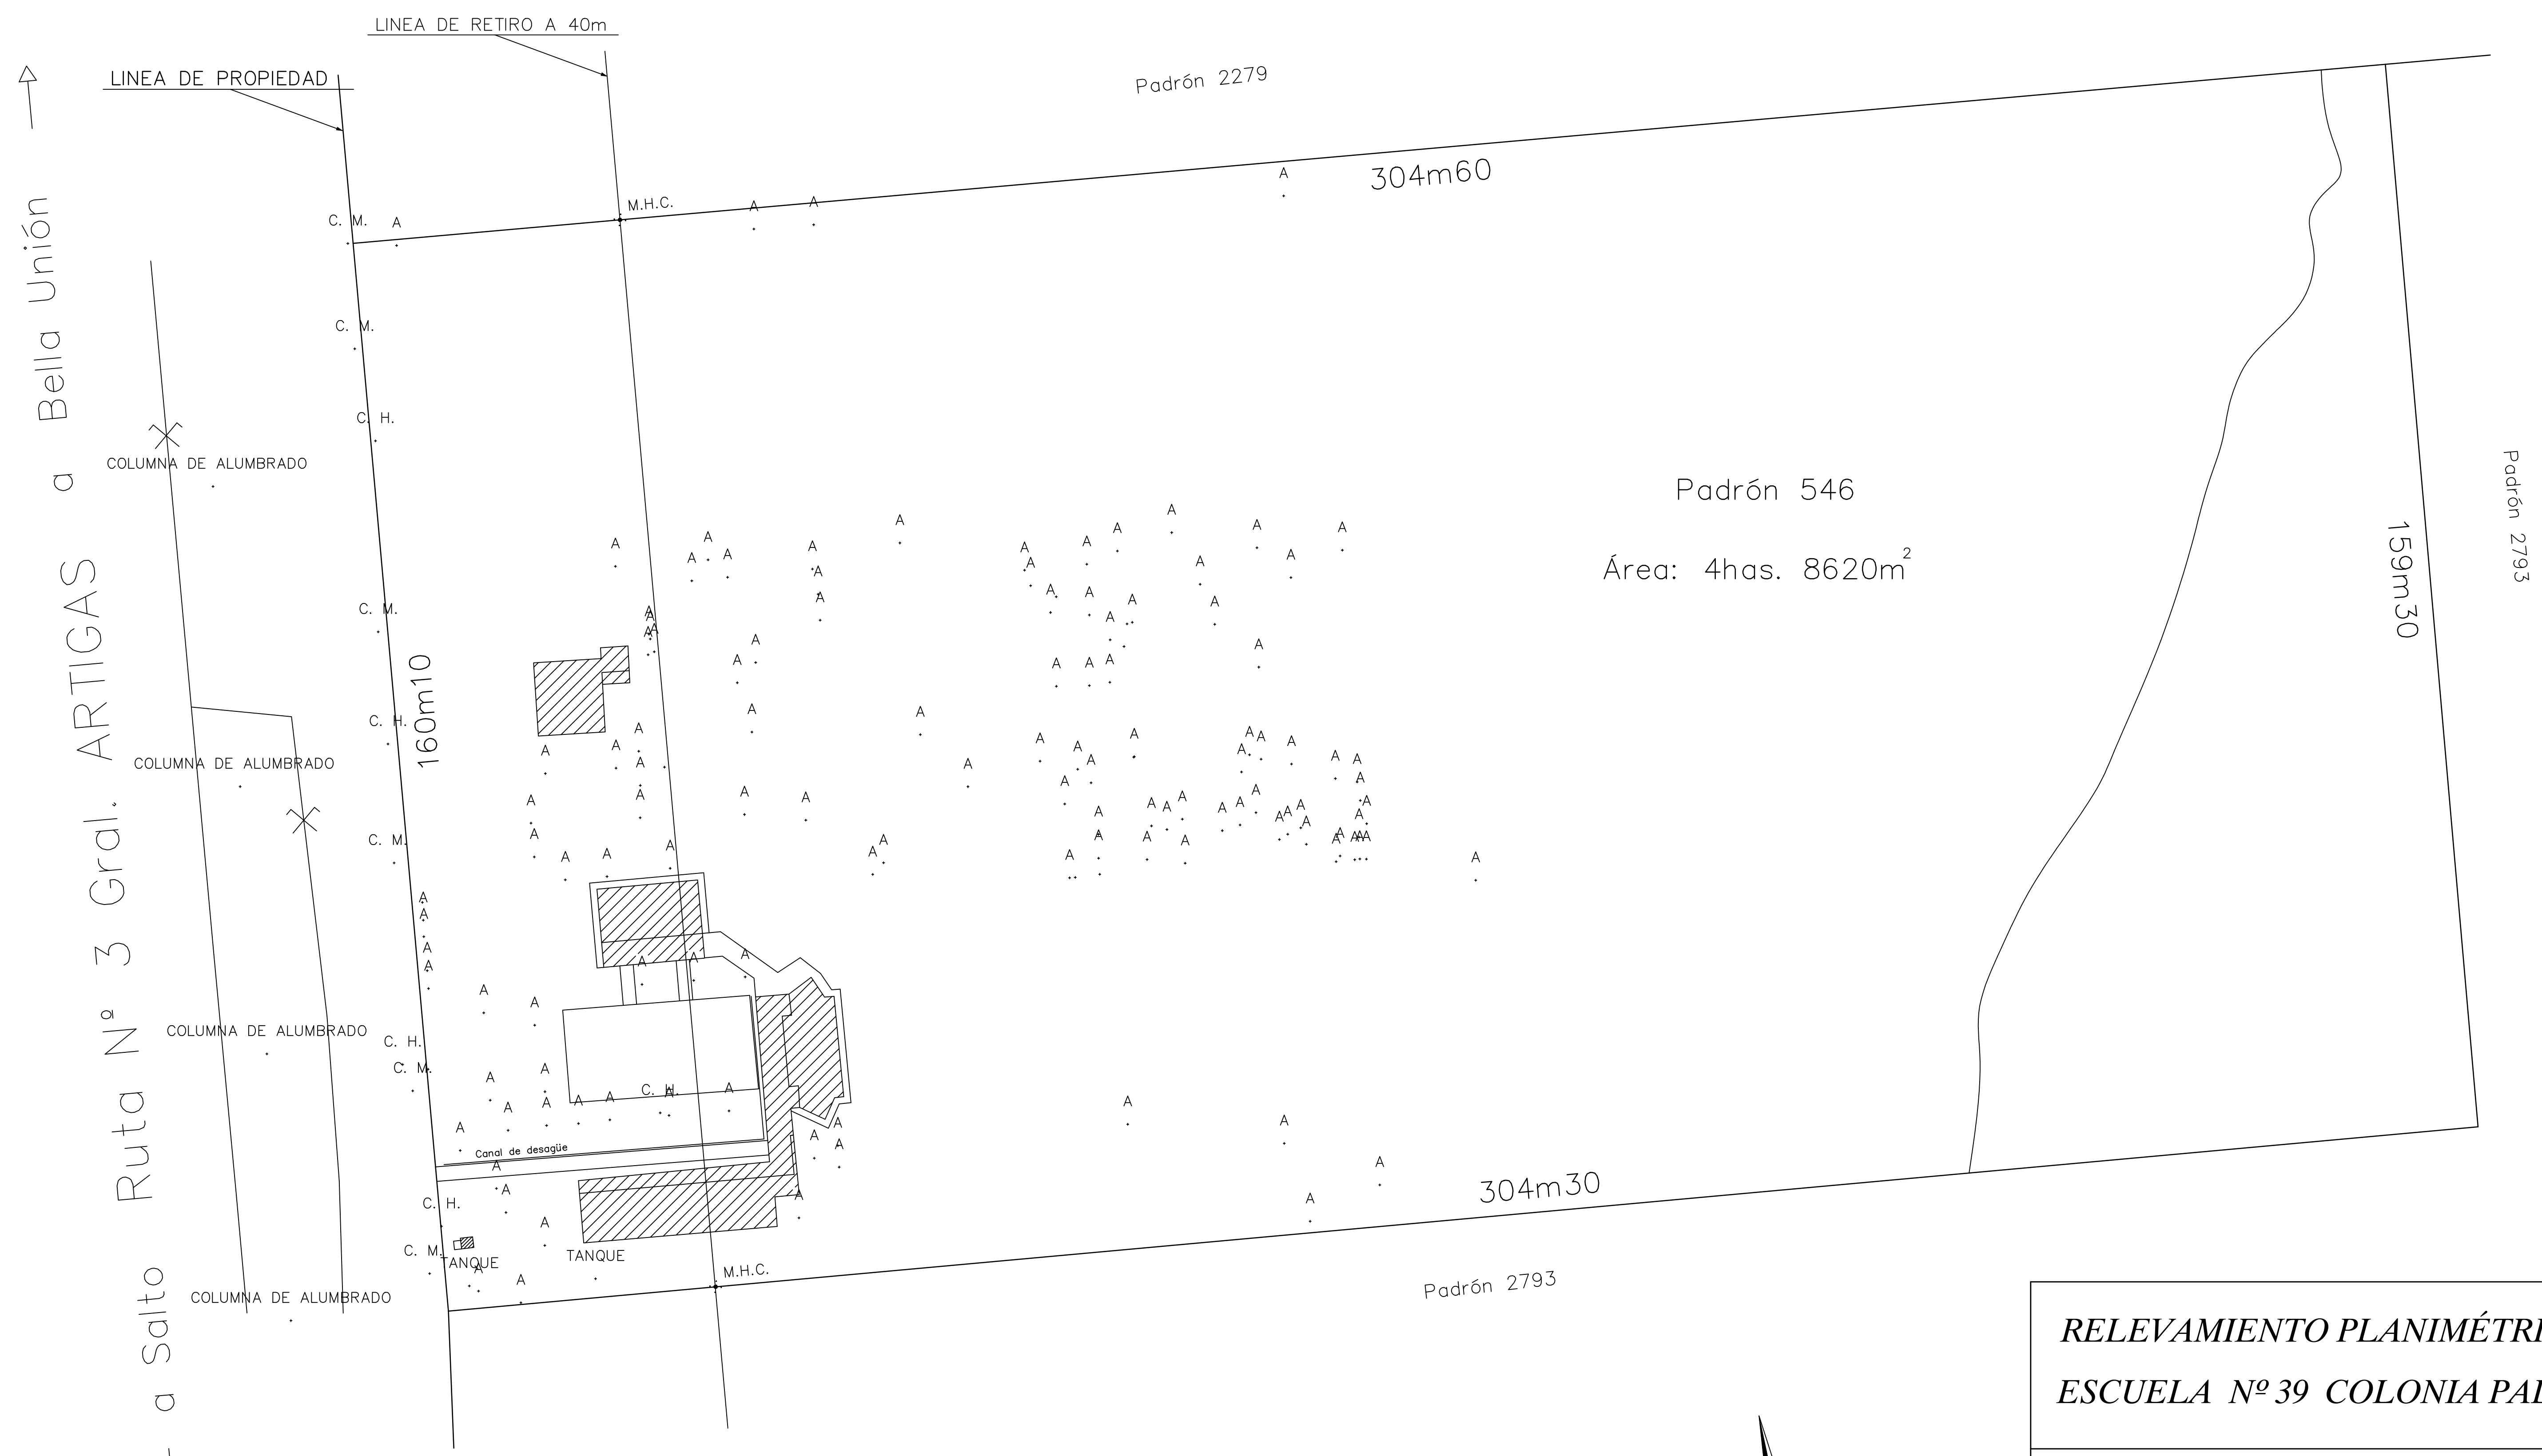 LINEA DE RETIRO A 40m
LINEA DE PROPIEDAD
Padrón 2279
304m60
M.H.C.
C. M.
A
A
A
A
C. M.
C. H.
COLUMNA DE ALUMBRADO
Padrón 546
Área: 4has. 8620m²
159m30
Padrón 2793
C. M.
160m10
C. H.
COLUMNA DE ALUMBRADO
C. M.
a Bella Unión
Ruta Nº 3 Gral. ARTIGAS
a Salto
COLUMNA DE ALUMBRADO
C. H.
C. M.
C. H.
Canal de desagüe
C. H.
C. M.
TANQUE
TANQUE
M.H.C.
304m30
COLUMNA DE ALUMBRADO
Padrón 2793
RELEVAMIENTO PLANIMÉTRI
ESCUELA Nº 39 COLONIA PAL